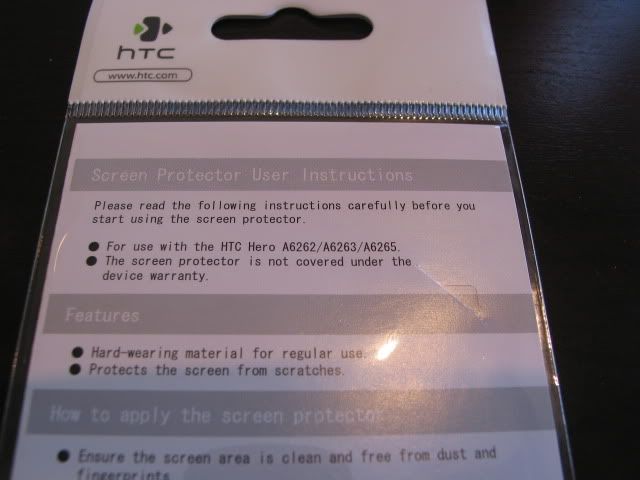 hTC
www.htc.com
Screen Protector User Instructions
Please read the following instructions carefully before you
start using the screen protector.
● For use with the HTC Hero A6262/A6263/A6265.
● The screen protector is not covered under the
device warranty.
Features
● Hard-wearing material for regular use.
● Protects the screen from scratches.
How to apply the screen protector
● Ensure the screen area is clean and free from dust and
fingerprints